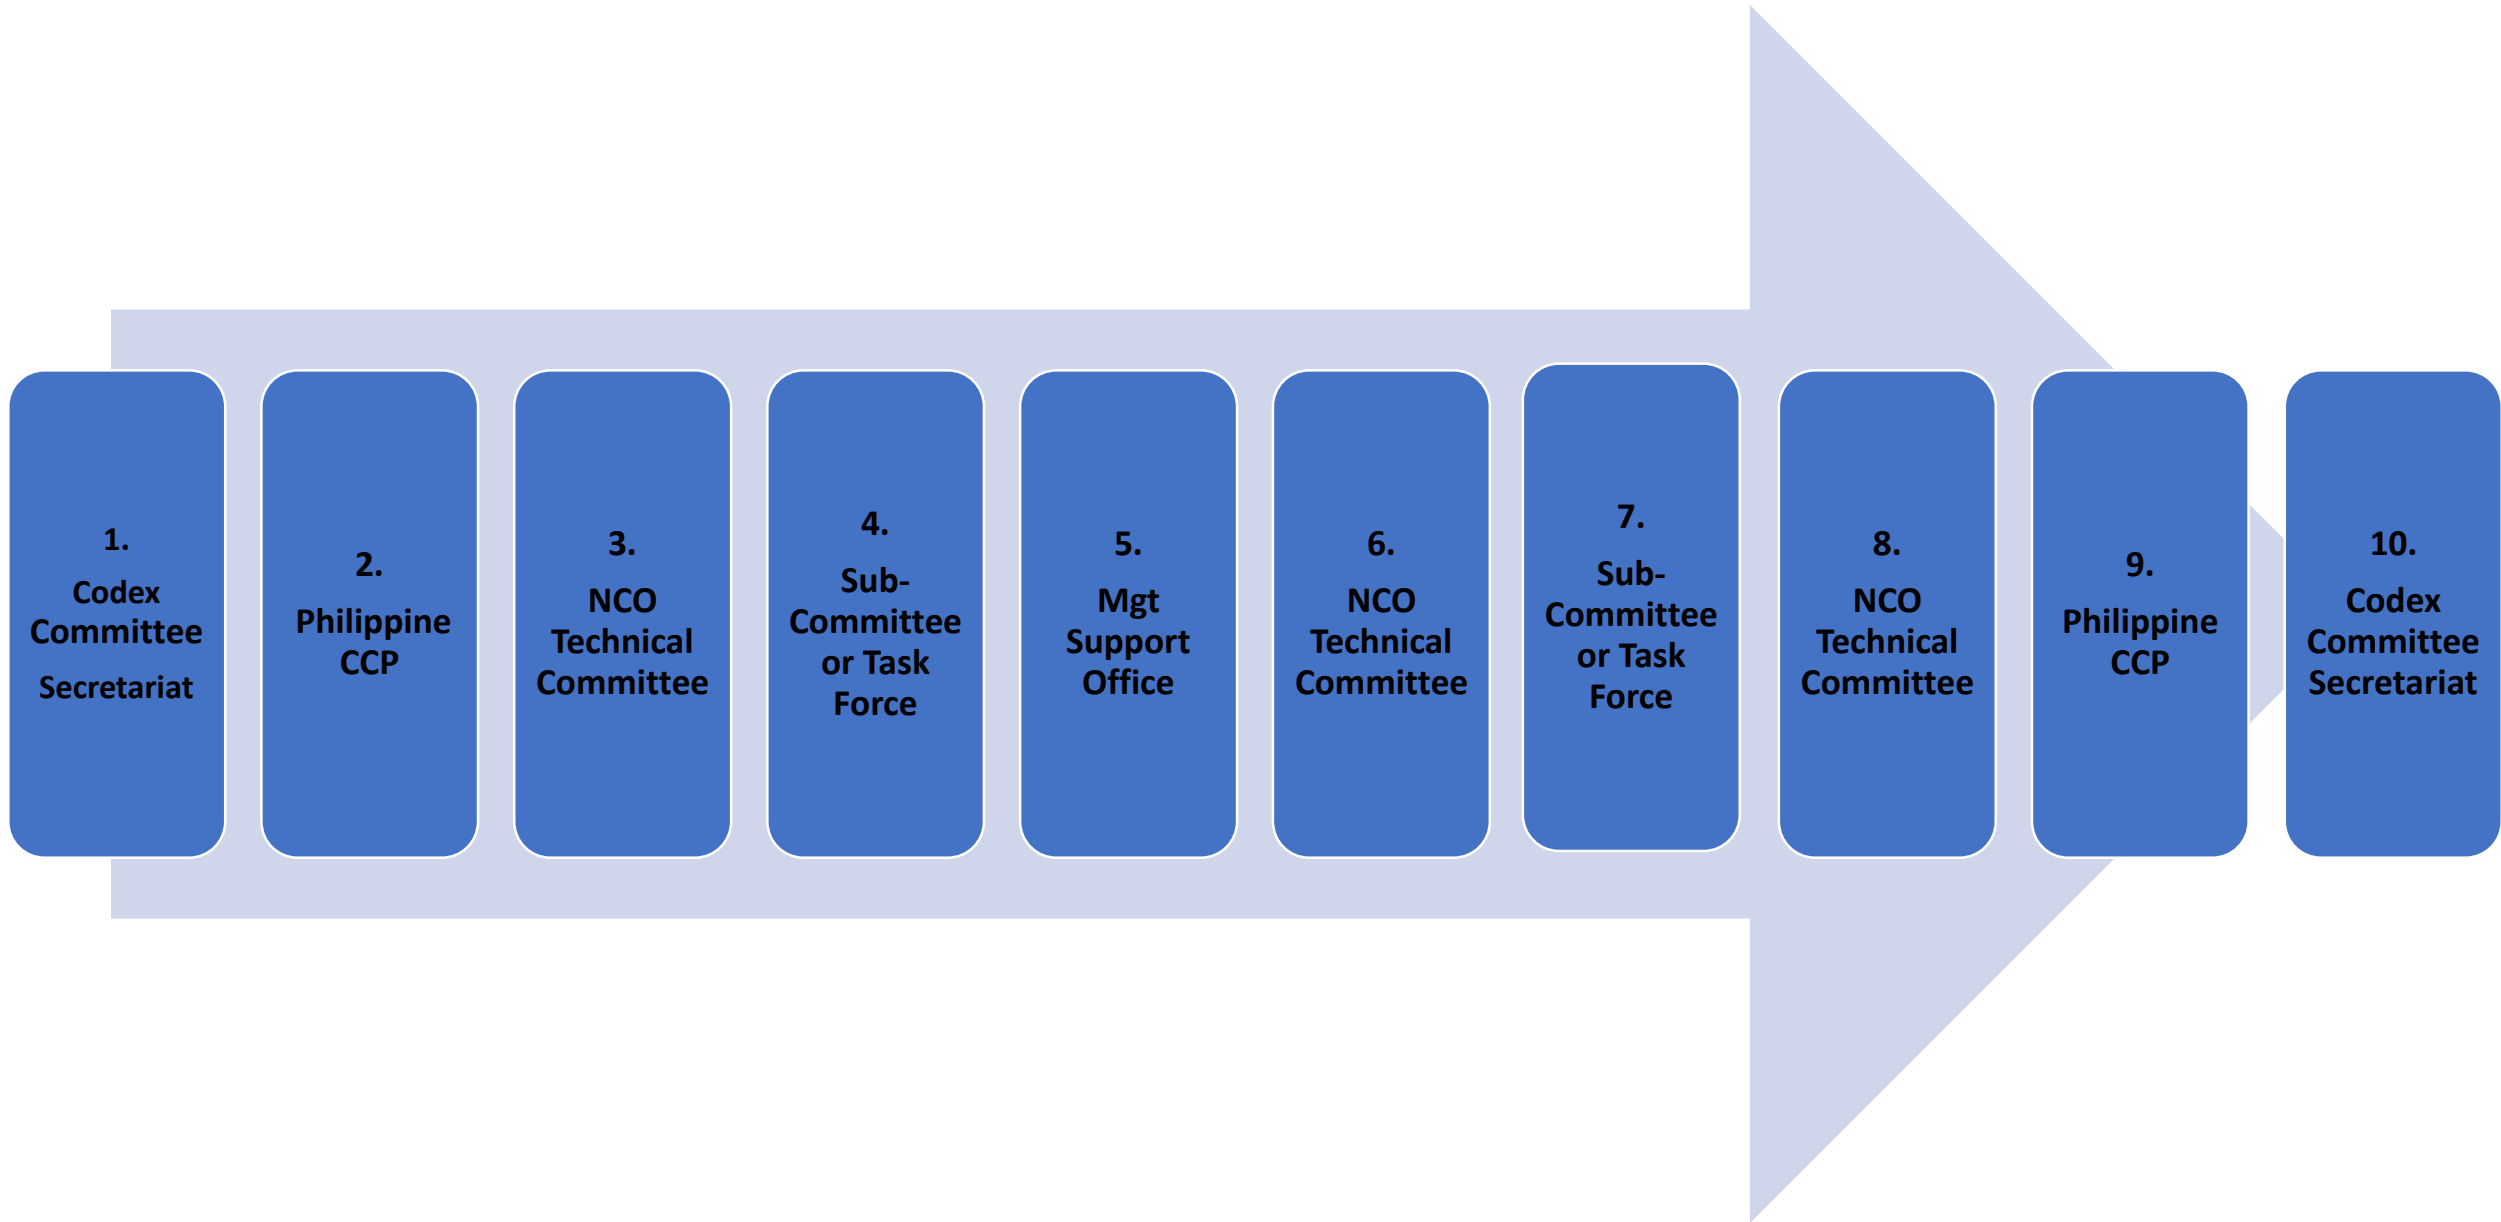 1.
Codex
Committee
Secretariat
2.
Philippine
CCP
3.
NCO
Technical
Committee
4.
Sub-
Committee
or Task
Force
5.
Mgt
Support
Office
6.
NCO
Technical
Committee
7.
Sub-
Committee
or Task
Force
8.
NCO
Technical
Committee
9.
Philippine
CCP
10.
Codex
Committee
Secretariat